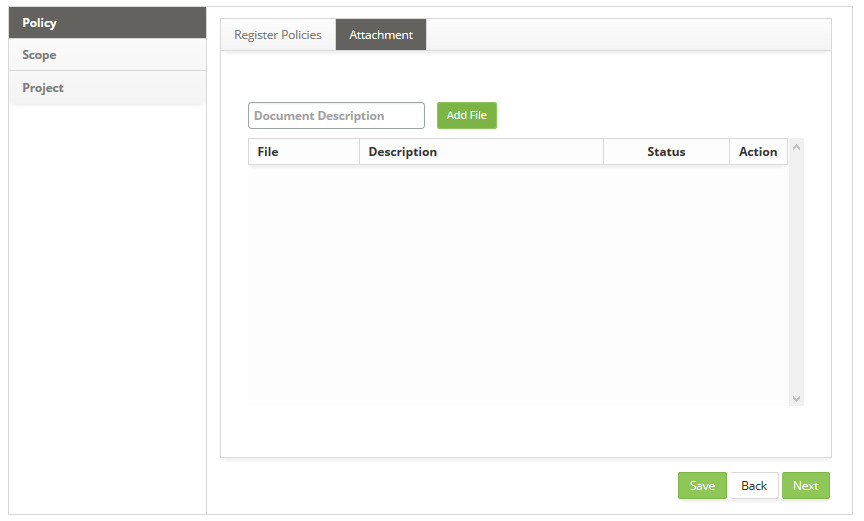 Policy
Scope
Project
Register Policies
Attachment
Document Description
Add File
File
Description
Status
Action
Save
Back
Next